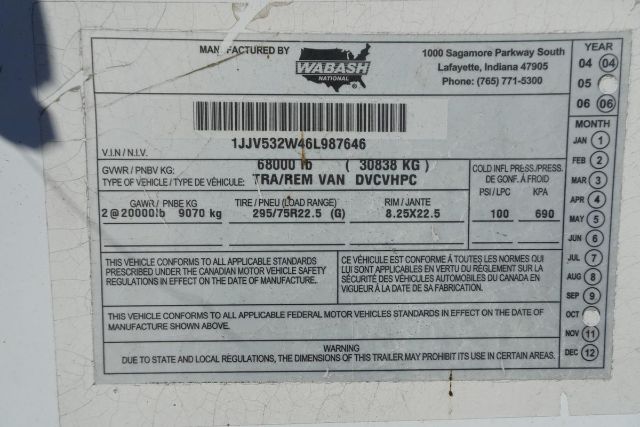 MANUFACTURED BY
WABASH
NATIONAL®
1000 Sagamore Parkway South
Lafayette, Indiana 47905
Phone: (765) 771-5300
1JJV532W46L987646
V.I.N / N.I.V.
GVWR / PNBV KG: 68000 lb ( 30838 KG )
TYPE OF VEHICLE / TYPE DE VÉHICULE: TRA/REM VAN DVCVHPC
COLD INFL PRESS./PRESS.
DE GONF. À FROID
PSI / LPC KPA
GAWR / PNBE KG TIRE / PNEU (LOAD RANGE) RIM / JANTE
2@20000lb 9070 kg 295/75R22.5 (G) 8.25X22.5 100 690
THIS VEHICLE CONFORMS TO ALL APPLICABLE STANDARDS
PRESCRIBED UNDER THE CANADIAN MOTOR VEHICLE SAFETY
REGULATIONS IN EFFECT ON THE DATE OF MANUFACTURE.
CE VÉHICULE EST CONFORME À TOUTES LES NORMES QUI
LUI SONT APPLICABLES EN VERTU DU RÈGLEMENT SUR LA
SÉCURITÉ DES VÉHICULES AUTOMOBILES DU CANADA EN
VIGUEUR À LA DATE DE SA FABRICATION.
THIS VEHICLE CONFORMS TO ALL APPLICABLE FEDERAL MOTOR VEHICLES STANDARDS IN EFFECT ON THE DATE OF
MANUFACTURE SHOWN ABOVE.
WARNING
DUE TO STATE AND LOCAL REGULATIONS, THE DIMENSIONS OF THIS TRAILER MAY PROHIBIT ITS USE IN CERTAIN AREAS.
YEAR
04 04
05
06 06
MONTH
JAN 1
FEB 2
MAR 3
APR 4
MAY 5
JUN 6
JUL 7
AUG 8
SEP 9
OCT
NOV 11
DEC 12